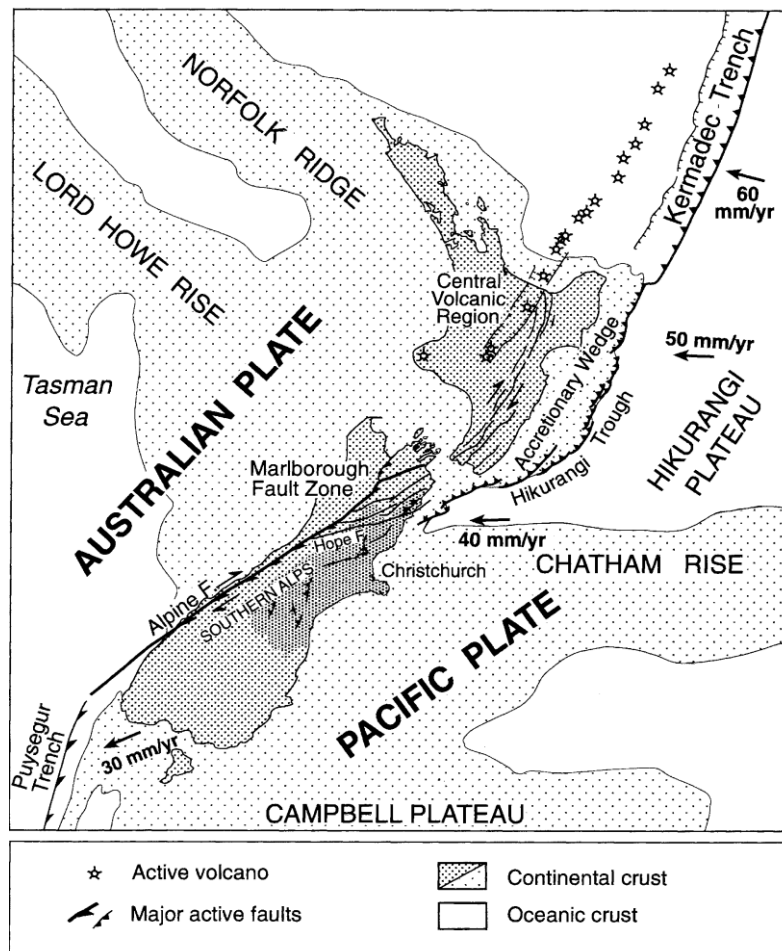 NORFOLK RIDGE
LORD HOWE RISE
Kermadec Trench
60
mm/yr
Central
Volcanic
Region
50 mm/yr
Tasman
Sea
AUSTRALIAN PLATE
Accretionary Wedge
Hikurangi Trough
HIKURANGI
PLATEAU
Marlborough
Fault Zone
Hope F.
40 mm/yr
CHATHAM RISE
Christchurch
Alpine F.
SOUTHERN ALPS
PACIFIC PLATE
Puysegur
Trench
30 mm/yr
CAMPBELL PLATEAU
Active volcano
Continental crust
Major active faults
Oceanic crust